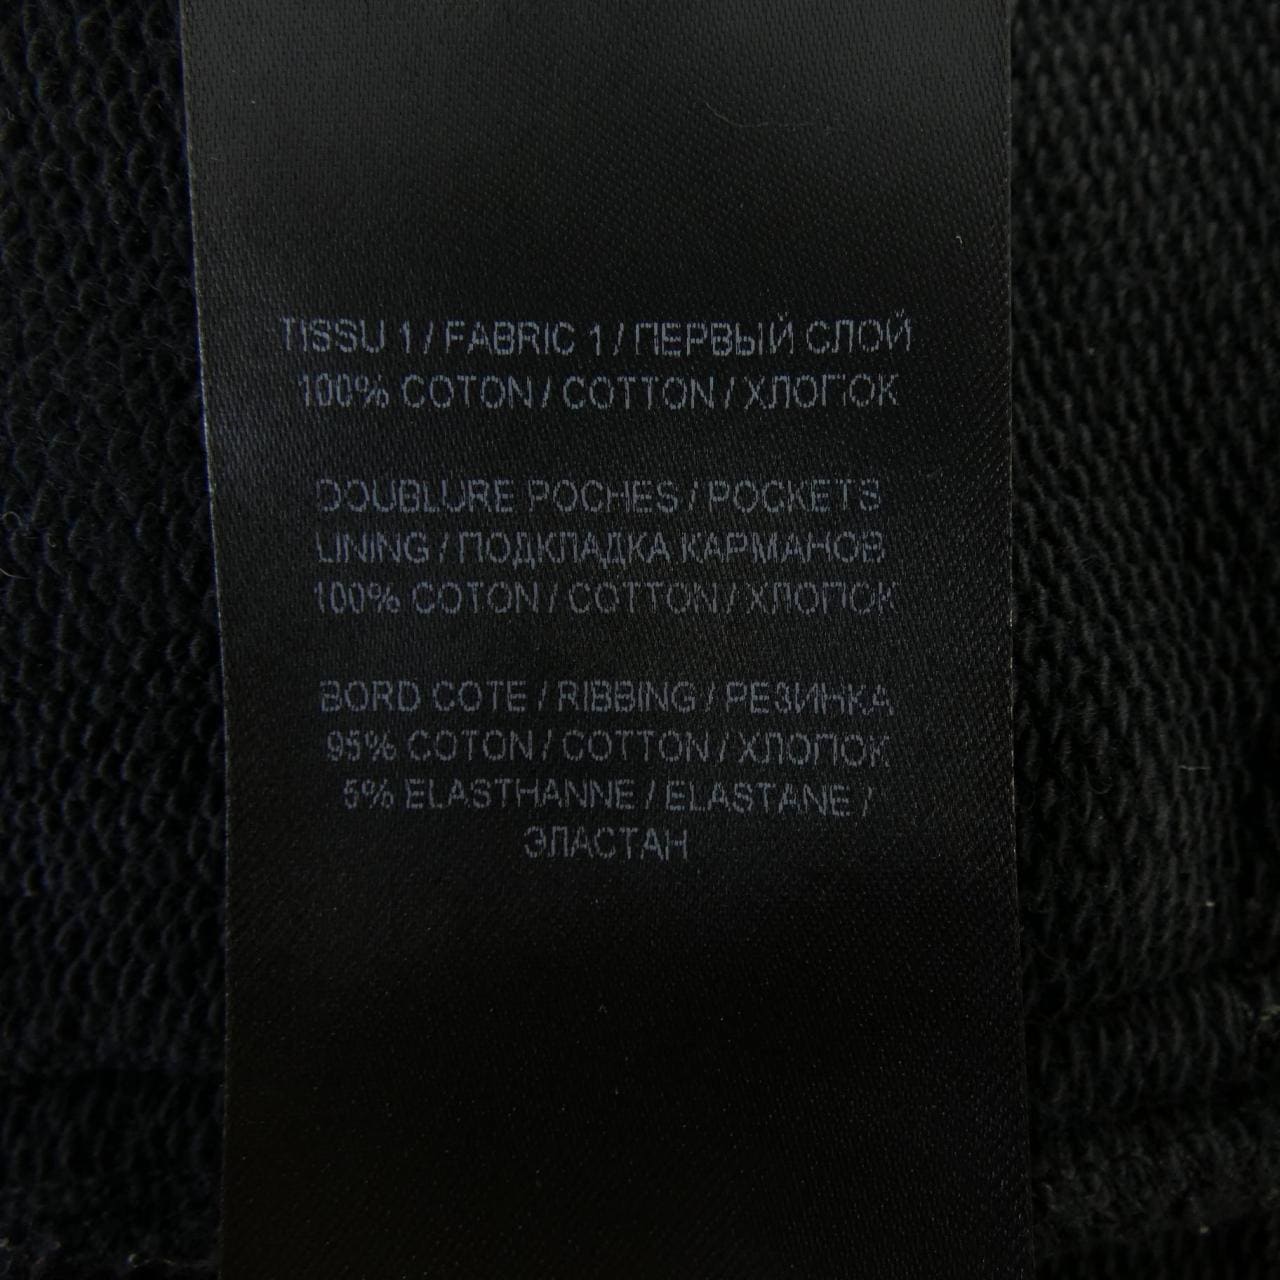 TISSU 1 / FABRIC 1 / ПЕРВЫЙ СЛОЙ
100% COTON / COTTON / ХЛОПОК
DOUBLURE POCHES / POCKETS
LINING / ПОДКЛАДКА КАРМАНОВ
100% COTON / COTTON / ХЛОПОК
BORD COTE / RIBBING / РЕЗИНКА
95% COTON / COTTON / ХЛОПОК
5% ELASTHANNE / ELASTANE /
ЭЛАСТАН